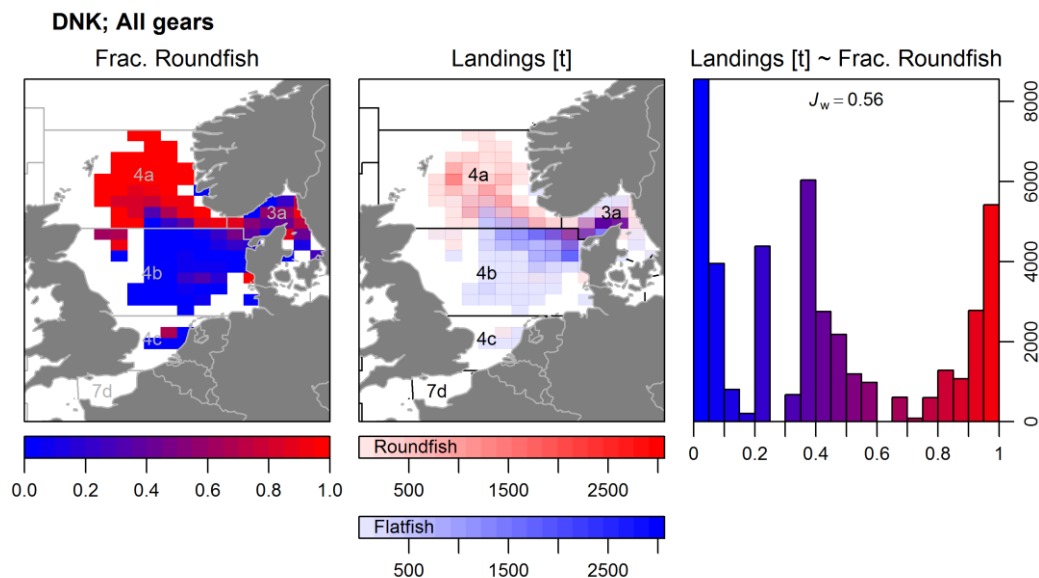 DNK; All gears
Frac. Roundfish
4a
3a
4b
4c
7d
0.0 0.2 0.4 0.6 0.8 1.0
Landings [t]
4a
3a
4b
4c
7d
Roundfish
500 1500 2500
Flatfish
500 1500 2500
Landings [t] ~ Frac. Roundfish
Jw = 0.56
0 2000 4000 6000 8000
0 0.2 0.4 0.6 0.8 1